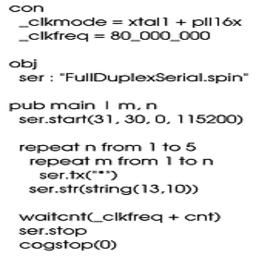 con
_clkmode = xtal1 + pll16x
_clkfreq = 80_000_000
obj
ser : "FullDuplexSerial.spin"
pub main | m, n
ser.start(31, 30, 0, 115200)
repeat n from 1 to 5
repeat m from 1 to n
ser.tx("*")
ser.str(string(13,10))
waitcnt(_clkfreq + cnt)
ser.stop
cogstop(0)